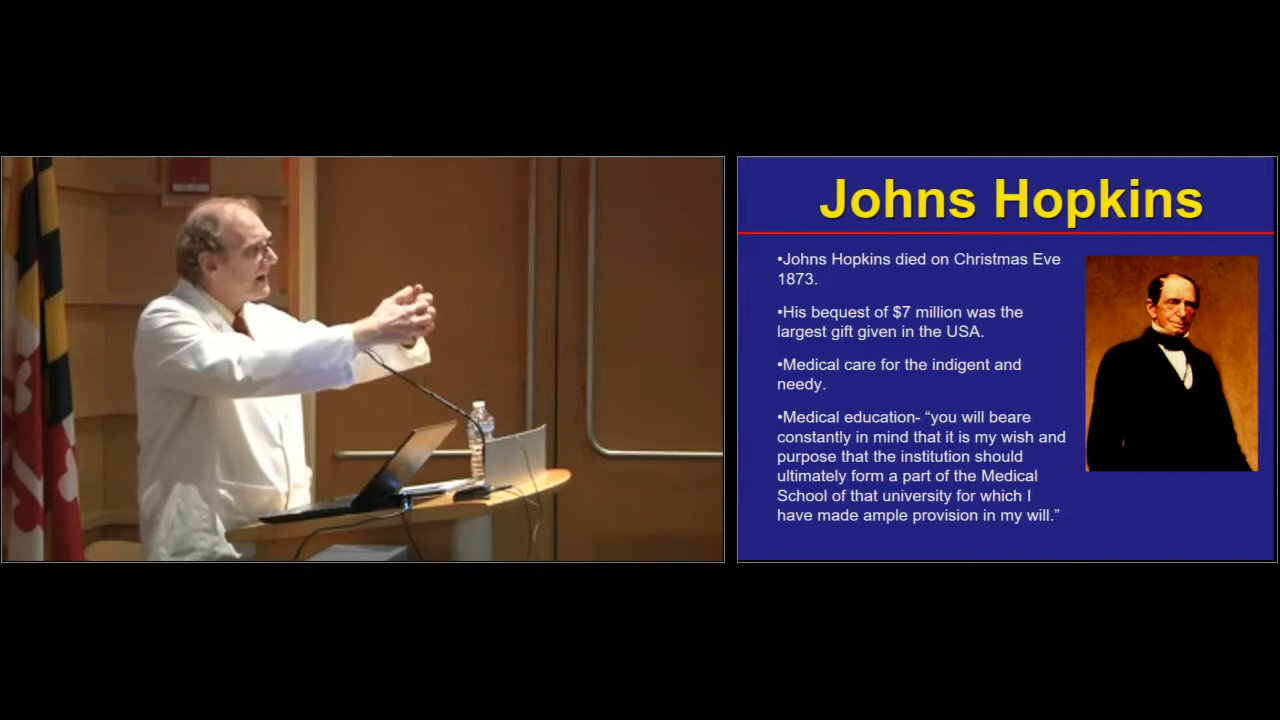 Johns Hopkins
•Johns Hopkins died on Christmas Eve
1873.
•His bequest of $7 million was the
largest gift given in the USA.
•Medical care for the indigent and
needy.
•Medical education- “you will beare
constantly in mind that it is my wish and
purpose that the institution should
ultimately form a part of the Medical
School of that university for which I
have made ample provision in my will.”